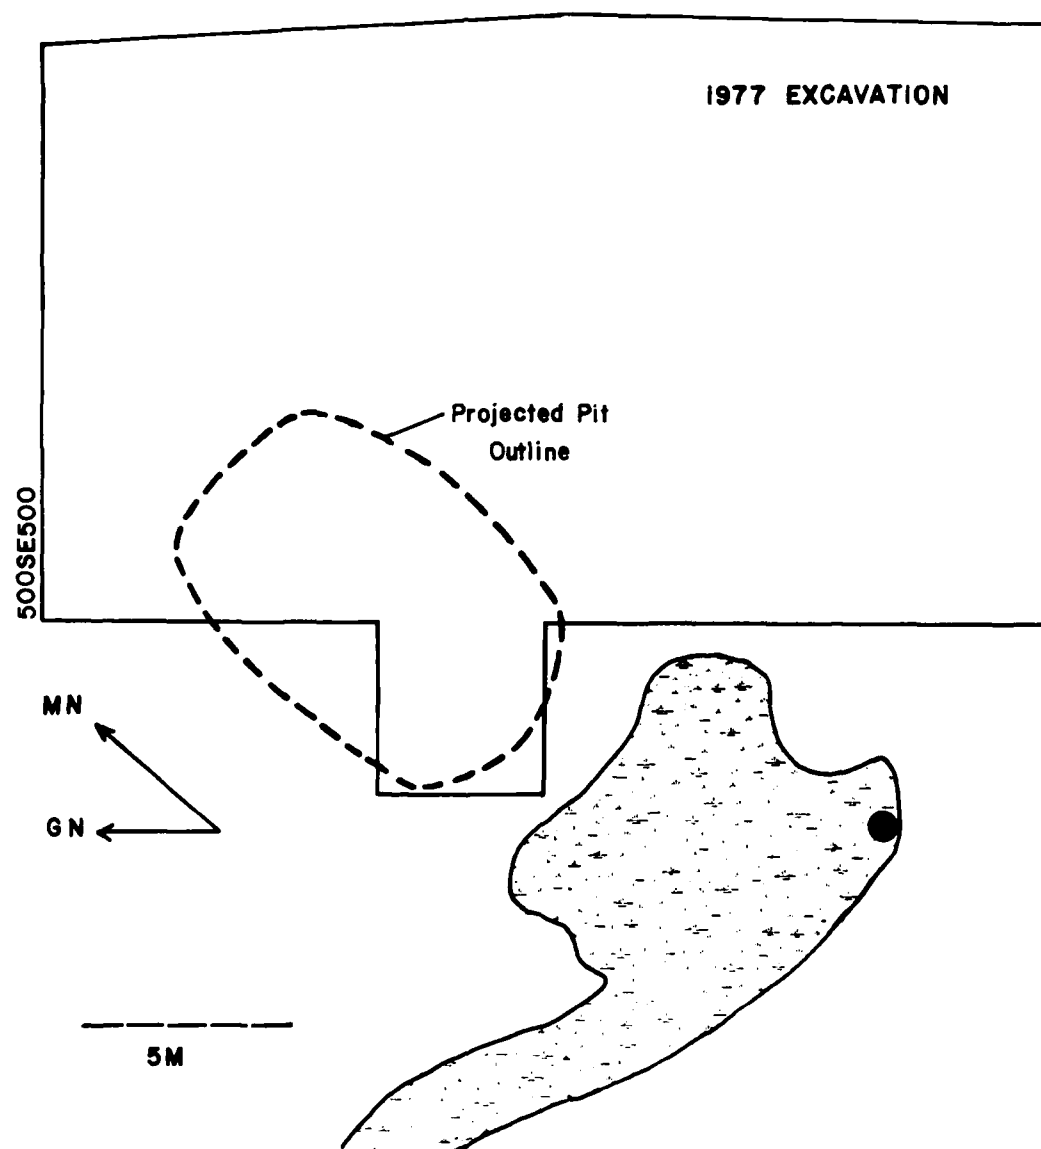 1977 EXCAVATION
Projected Pit
Outline
500SE500
MN
GN
5M